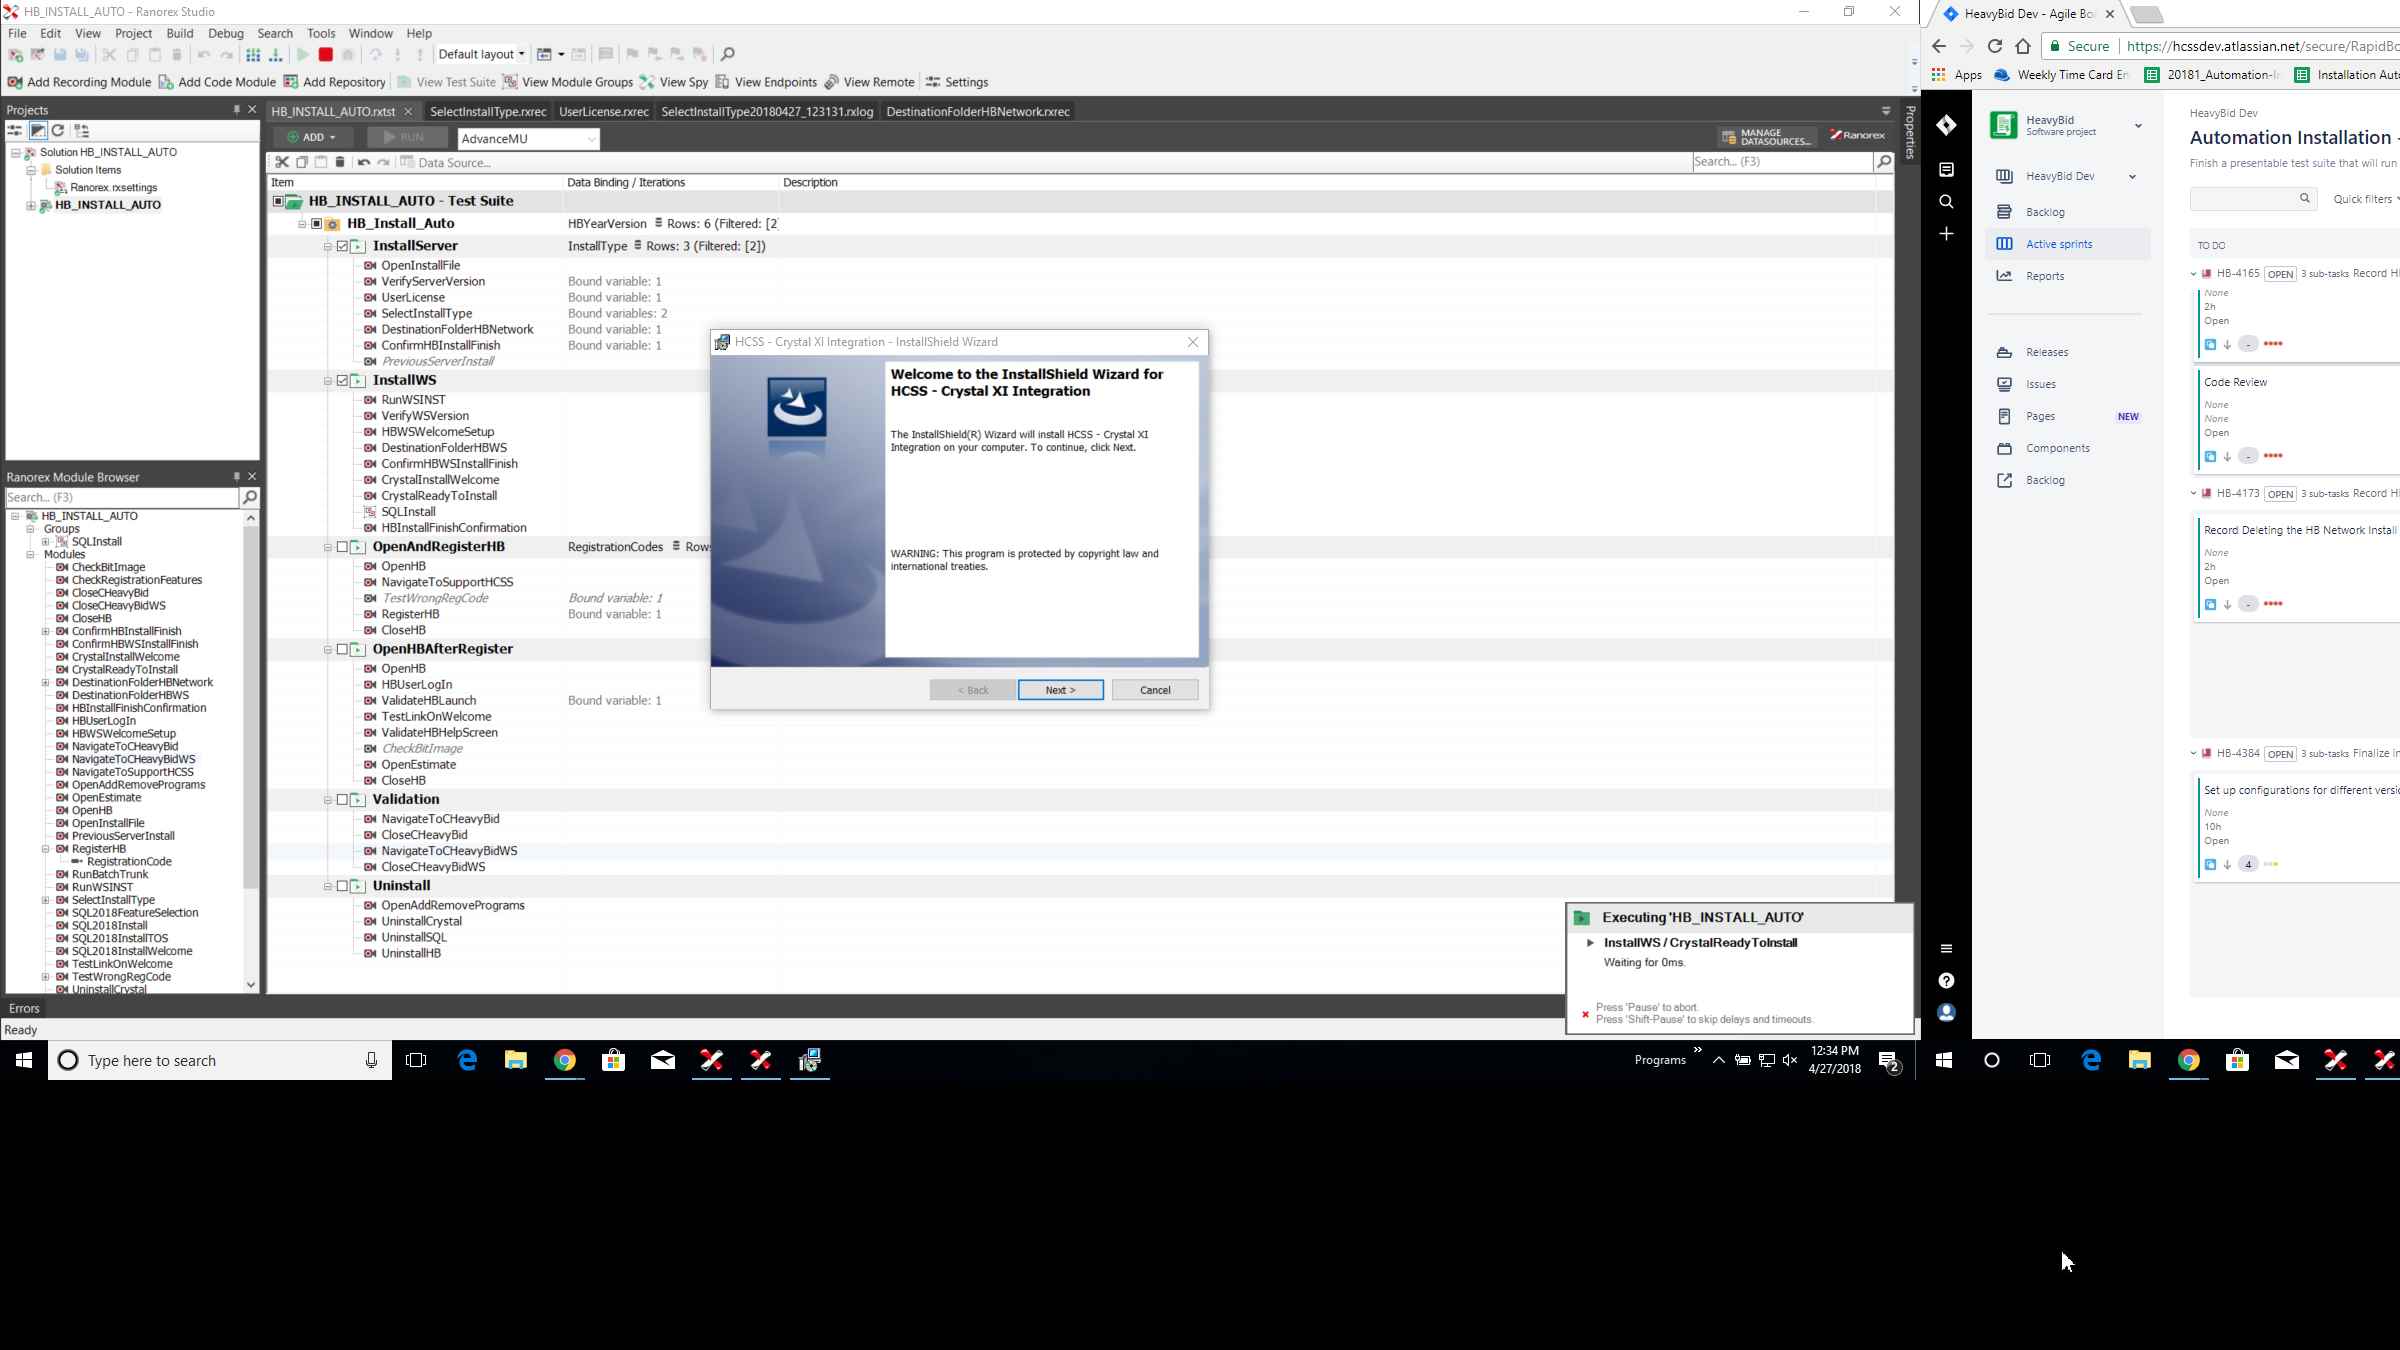 HB_INSTALL_AUTO - Ranorex Studio
File Edit View Project Build Debug Search Tools Window Help
Default layout
Add Recording Module Add Code Module Add Repository View Test Suite View Module Groups View Spy View Endpoints View Remote Settings
Projects
Solution HB_INSTALL_AUTO
Solution Items
Ranorex.rxsettings
HB_INSTALL_AUTO
Ranorex Module Browser
Search... (F3)
HB_INSTALL_AUTO
Groups
SQLInstall
Modules
CheckBitImage
CheckRegistrationFeatures
CloseCHeavyBid
CloseCHeavyBidWS
CloseHB
ConfirmHBInstallFinish
ConfirmHBWSInstallFinish
CrystalInstallWelcome
CrystalReadyToInstall
DestinationFolderHBNetwork
DestinationFolderHBWS
HBInstallFinishConfirmation
HBUserLogIn
HBWSWelcomeSetup
NavigateToCHeavyBid
NavigateToCHeavyBidWS
NavigateToSupportHCSS
OpenAddRemovePrograms
OpenEstimate
OpenHB
OpenInstallFile
PreviousServerInstall
RegisterHB
RegistrationCode
RunBatchTrunk
RunWSINST
SelectInstallType
SQL2018FeatureSelection
SQL2018Install
SQL2018InstallTOS
SQL2018InstallWelcome
TestLinkOnWelcome
TestWrongRegCode
UninstallCrystal
Errors
Ready
HB_INSTALL_AUTO.rxtst SelectInstallType.rxrec UserLicense.rxrec SelectInstallType20180427_123131.rxlog DestinationFolderHBNetwork.rxrec
ADD RUN AdvanceMU MANAGE DATASOURCES... Ranorex
Data Source... Search... (F3)
Properties
Item Data Binding / Iterations Description
HB_INSTALL_AUTO - Test Suite
HB_Install_Auto HBYearVersion Rows: 6 (Filtered: [2]
InstallServer InstallType Rows: 3 (Filtered: [2])
OpenInstallFile
VerifyServerVersion Bound variable: 1
UserLicense Bound variable: 1
SelectInstallType Bound variables: 2
DestinationFolderHBNetwork Bound variable: 1
ConfirmHBInstallFinish Bound variable: 1
PreviousServerInstall
InstallWS
RunWSINST
VerifyWSVersion
HBWSWelcomeSetup
DestinationFolderHBWS
ConfirmHBWSInstallFinish
CrystalInstallWelcome
CrystalReadyToInstall
SQLInstall
HBInstallFinishConfirmation
OpenAndRegisterHB RegistrationCodes Rows
OpenHB
NavigateToSupportHCSS
TestWrongRegCode Bound variable: 1
RegisterHB Bound variable: 1
CloseHB
OpenHBAfterRegister
OpenHB
HBUserLogIn
ValidateHBLaunch Bound variable: 1
TestLinkOnWelcome
ValidateHBHelpScreen
CheckBitImage
OpenEstimate
CloseHB
Validation
NavigateToCHeavyBid
CloseCHeavyBid
NavigateToCHeavyBidWS
CloseCHeavyBidWS
Uninstall
OpenAddRemovePrograms
UninstallCrystal
UninstallSQL
UninstallHB
HCSS - Crystal XI Integration - InstallShield Wizard
Welcome to the InstallShield Wizard for
HCSS - Crystal XI Integration
The InstallShield(R) Wizard will install HCSS - Crystal XI
Integration on your computer. To continue, click Next.
WARNING: This program is protected by copyright law and
international treaties.
< Back Next > Cancel
Executing 'HB_INSTALL_AUTO'
InstallWS / CrystalReadyToInstall
Waiting for 0ms.
Press 'Pause' to abort.
Press 'Shift-Pause' to skip delays and timeouts.
Type here to search
Programs
12:34 PM
4/27/2018
2
HeavyBid Dev - Agile Bo
Secure https://hcssdev.atlassian.net/secure/RapidBo
Apps Weekly Time Card En 20181_Automation-I Installation Aut
HeavyBid
Software project
HeavyBid Dev
Backlog
Active sprints
Reports
Releases
Issues
Pages NEW
Components
Backlog
HeavyBid Dev
Automation Installation -
Finish a presentable test suite that will run
Quick filters
TO DO
HB-4165 OPEN 3 sub-tasks Record H
None
2h
Open
-
Code Review
None
None
Open
-
HB-4173 OPEN 3 sub-tasks Record H
Record Deleting the HB Network Install
None
2h
Open
-
HB-4384 OPEN 3 sub-tasks Finalize in
Set up configurations for different versi
None
10h
Open
4